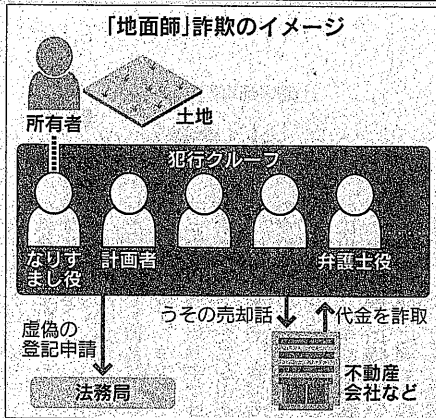 「地面師」詐欺のイメージ
所有者
土地
犯行グループ
なりす
まし役
計画者
弁護士役
虚偽の
登記申請
うその売却話
代金を詐取
法務局
不動産
会社など